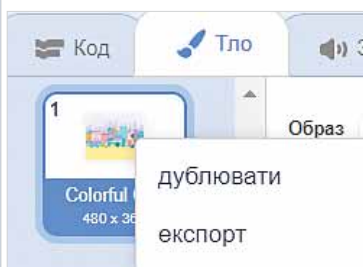 Код
Тло
1
Образ
Colorful
480 x 36
дублювати
експорт